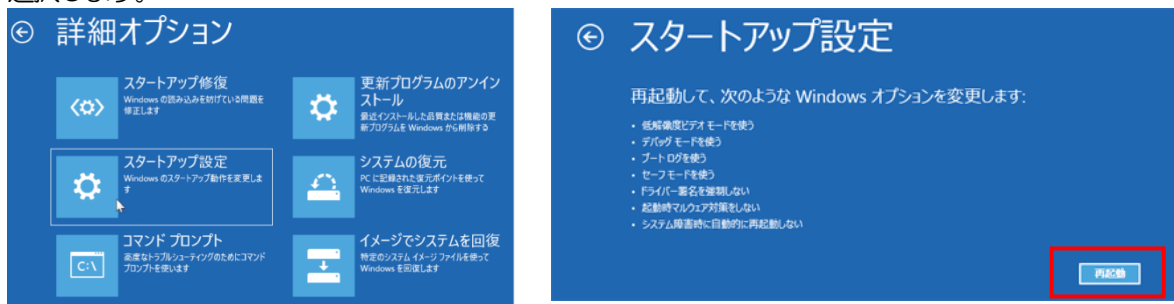 選択します。
詳細オプション
スタートアップ修復
Windows の読み込みを妨げている問題を
修正します
更新プログラムのアンイン
ストール
最近インストールした品質または機能の更
新プログラムを Windows から削除する
スタートアップ設定
Windows のスタートアップ動作を変更しま
す
システムの復元
PC に記録された復元ポイントを使って
Windows を復元します
コマンド プロンプト
高度なトラブルシューティングのためにコマンド
プロンプトを使います
C:\
イメージでシステムを回復
特定のシステム イメージ ファイルを使って
Windows を回復します
スタートアップ設定
再起動して、次のような Windows オプションを変更します:
• 低解像度ビデオ モードを使う
• デバッグ モードを使う
• ブート ログを使う
• セーフ モードを使う
• ドライバー署名を強制しない
• 起動時マルウェア対策をしない
• システム障害時に自動的に再起動しない
再起動